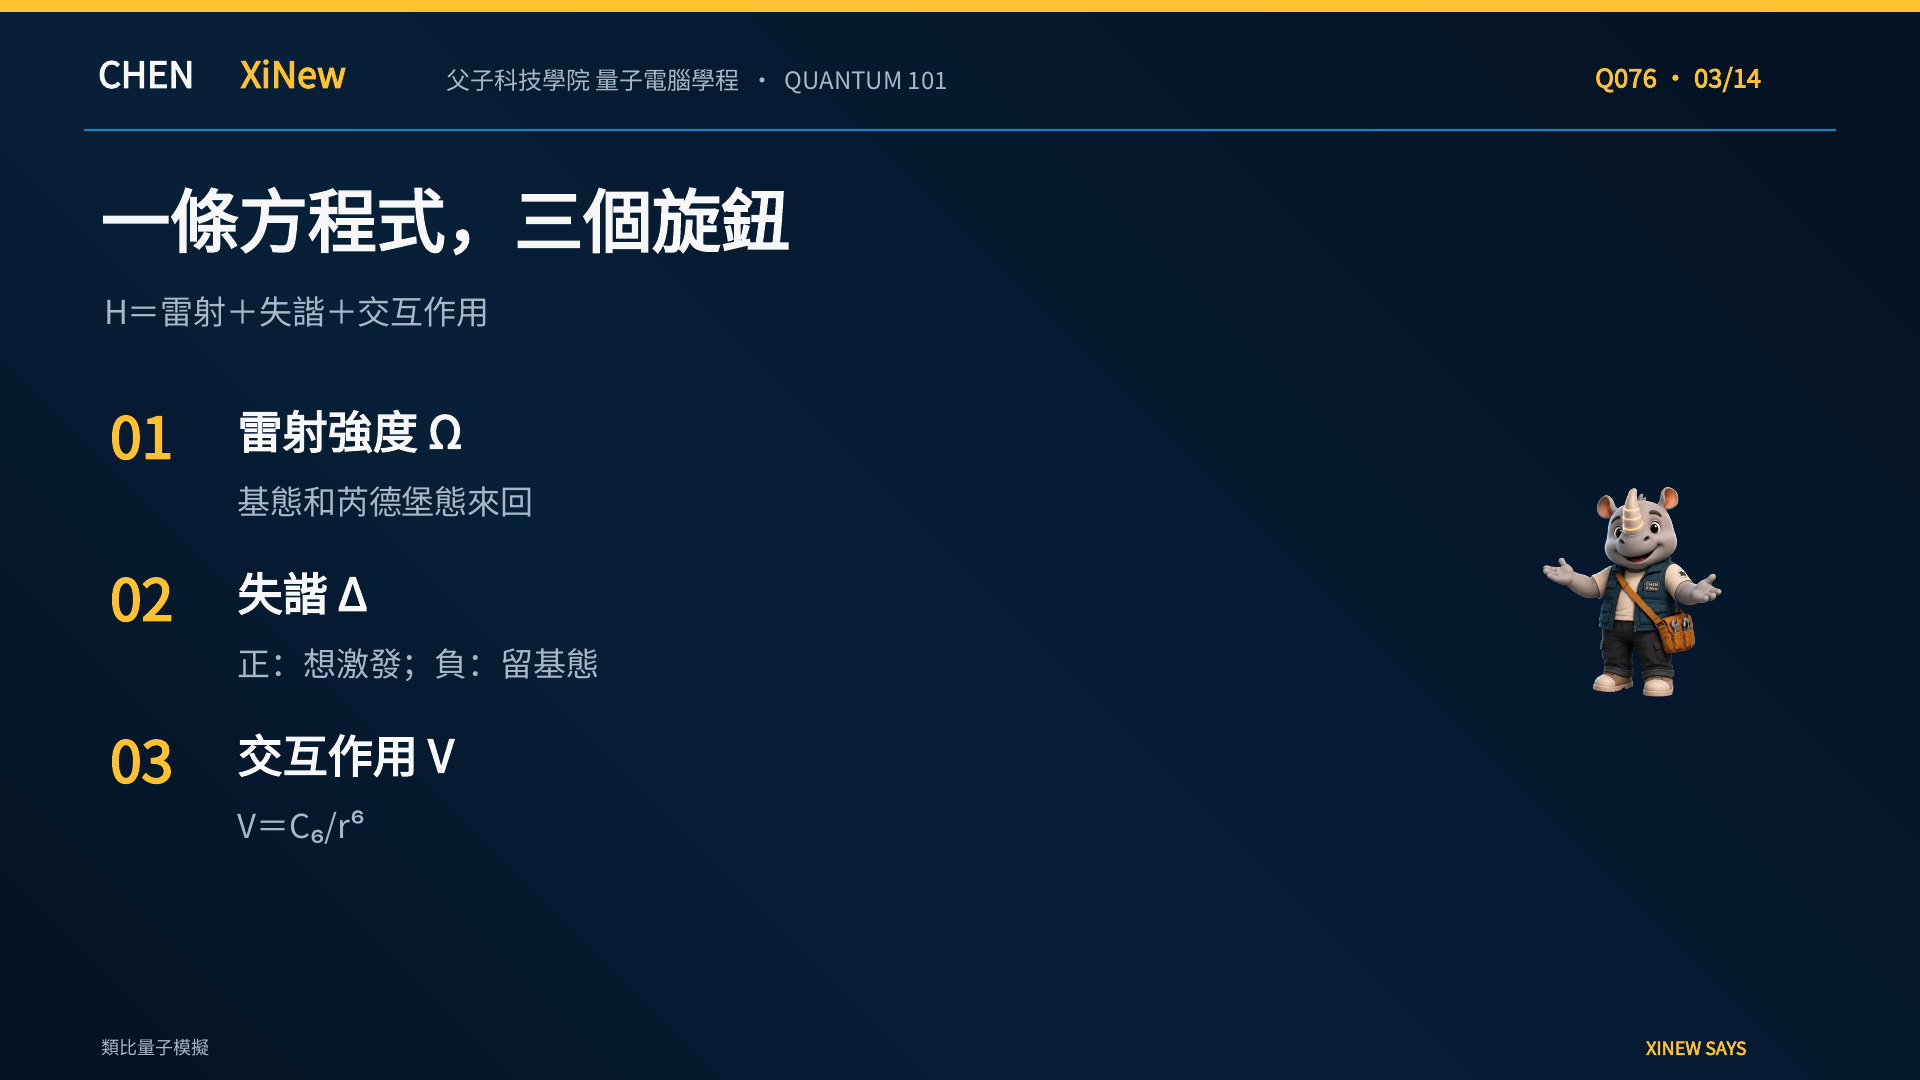 CHEN XiNew 父子科技學院 量子電腦學程 · QUANTUM 101 Q076 · 03/14
一條方程式，三個旋鈕
H＝雷射＋失諧＋交互作用
01 雷射強度 Ω
基態和芮德堡態來回
02 失諧 Δ
正：想激發；負：留基態
03 交互作用 V
V＝C₆/r⁶
類比量子模擬 XINEW SAYS